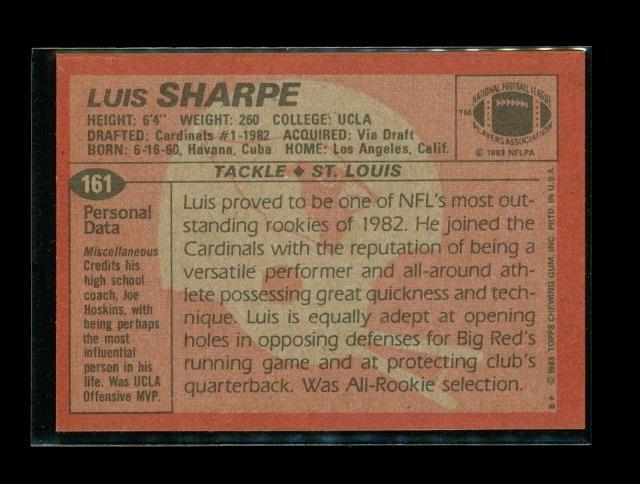 LUIS SHARPE
HEIGHT: 6'4" WEIGHT: 260 COLLEGE: UCLA
DRAFTED: Cardinals #1-1982 ACQUIRED: Via Draft
BORN: 6-16-60, Havana, Cuba HOME: Los Angeles, Calif.
NATIONAL FOOTBALL LEAGUE
TM
PLAYERS ASSOCIATION
© 1983 NFLPA
161
TACKLE ♦ ST. LOUIS
Personal
Data
Miscellaneous
Credits his
high school
coach, Joe
Hoskins, with
being perhaps
the most
influential
person in his
life. Was UCLA
Offensive MVP.
Luis proved to be one of NFL's most out-
standing rookies of 1982. He joined the
Cardinals with the reputation of being a
versatile performer and all-around ath-
lete possessing great quickness and tech-
nique. Luis is equally adept at opening
holes in opposing defenses for Big Red's
running game and at protecting club's
quarterback. Was All-Rookie selection.
B* © 1983 TOPPS CHEWING GUM, INC. PRTD. IN U.S.A.